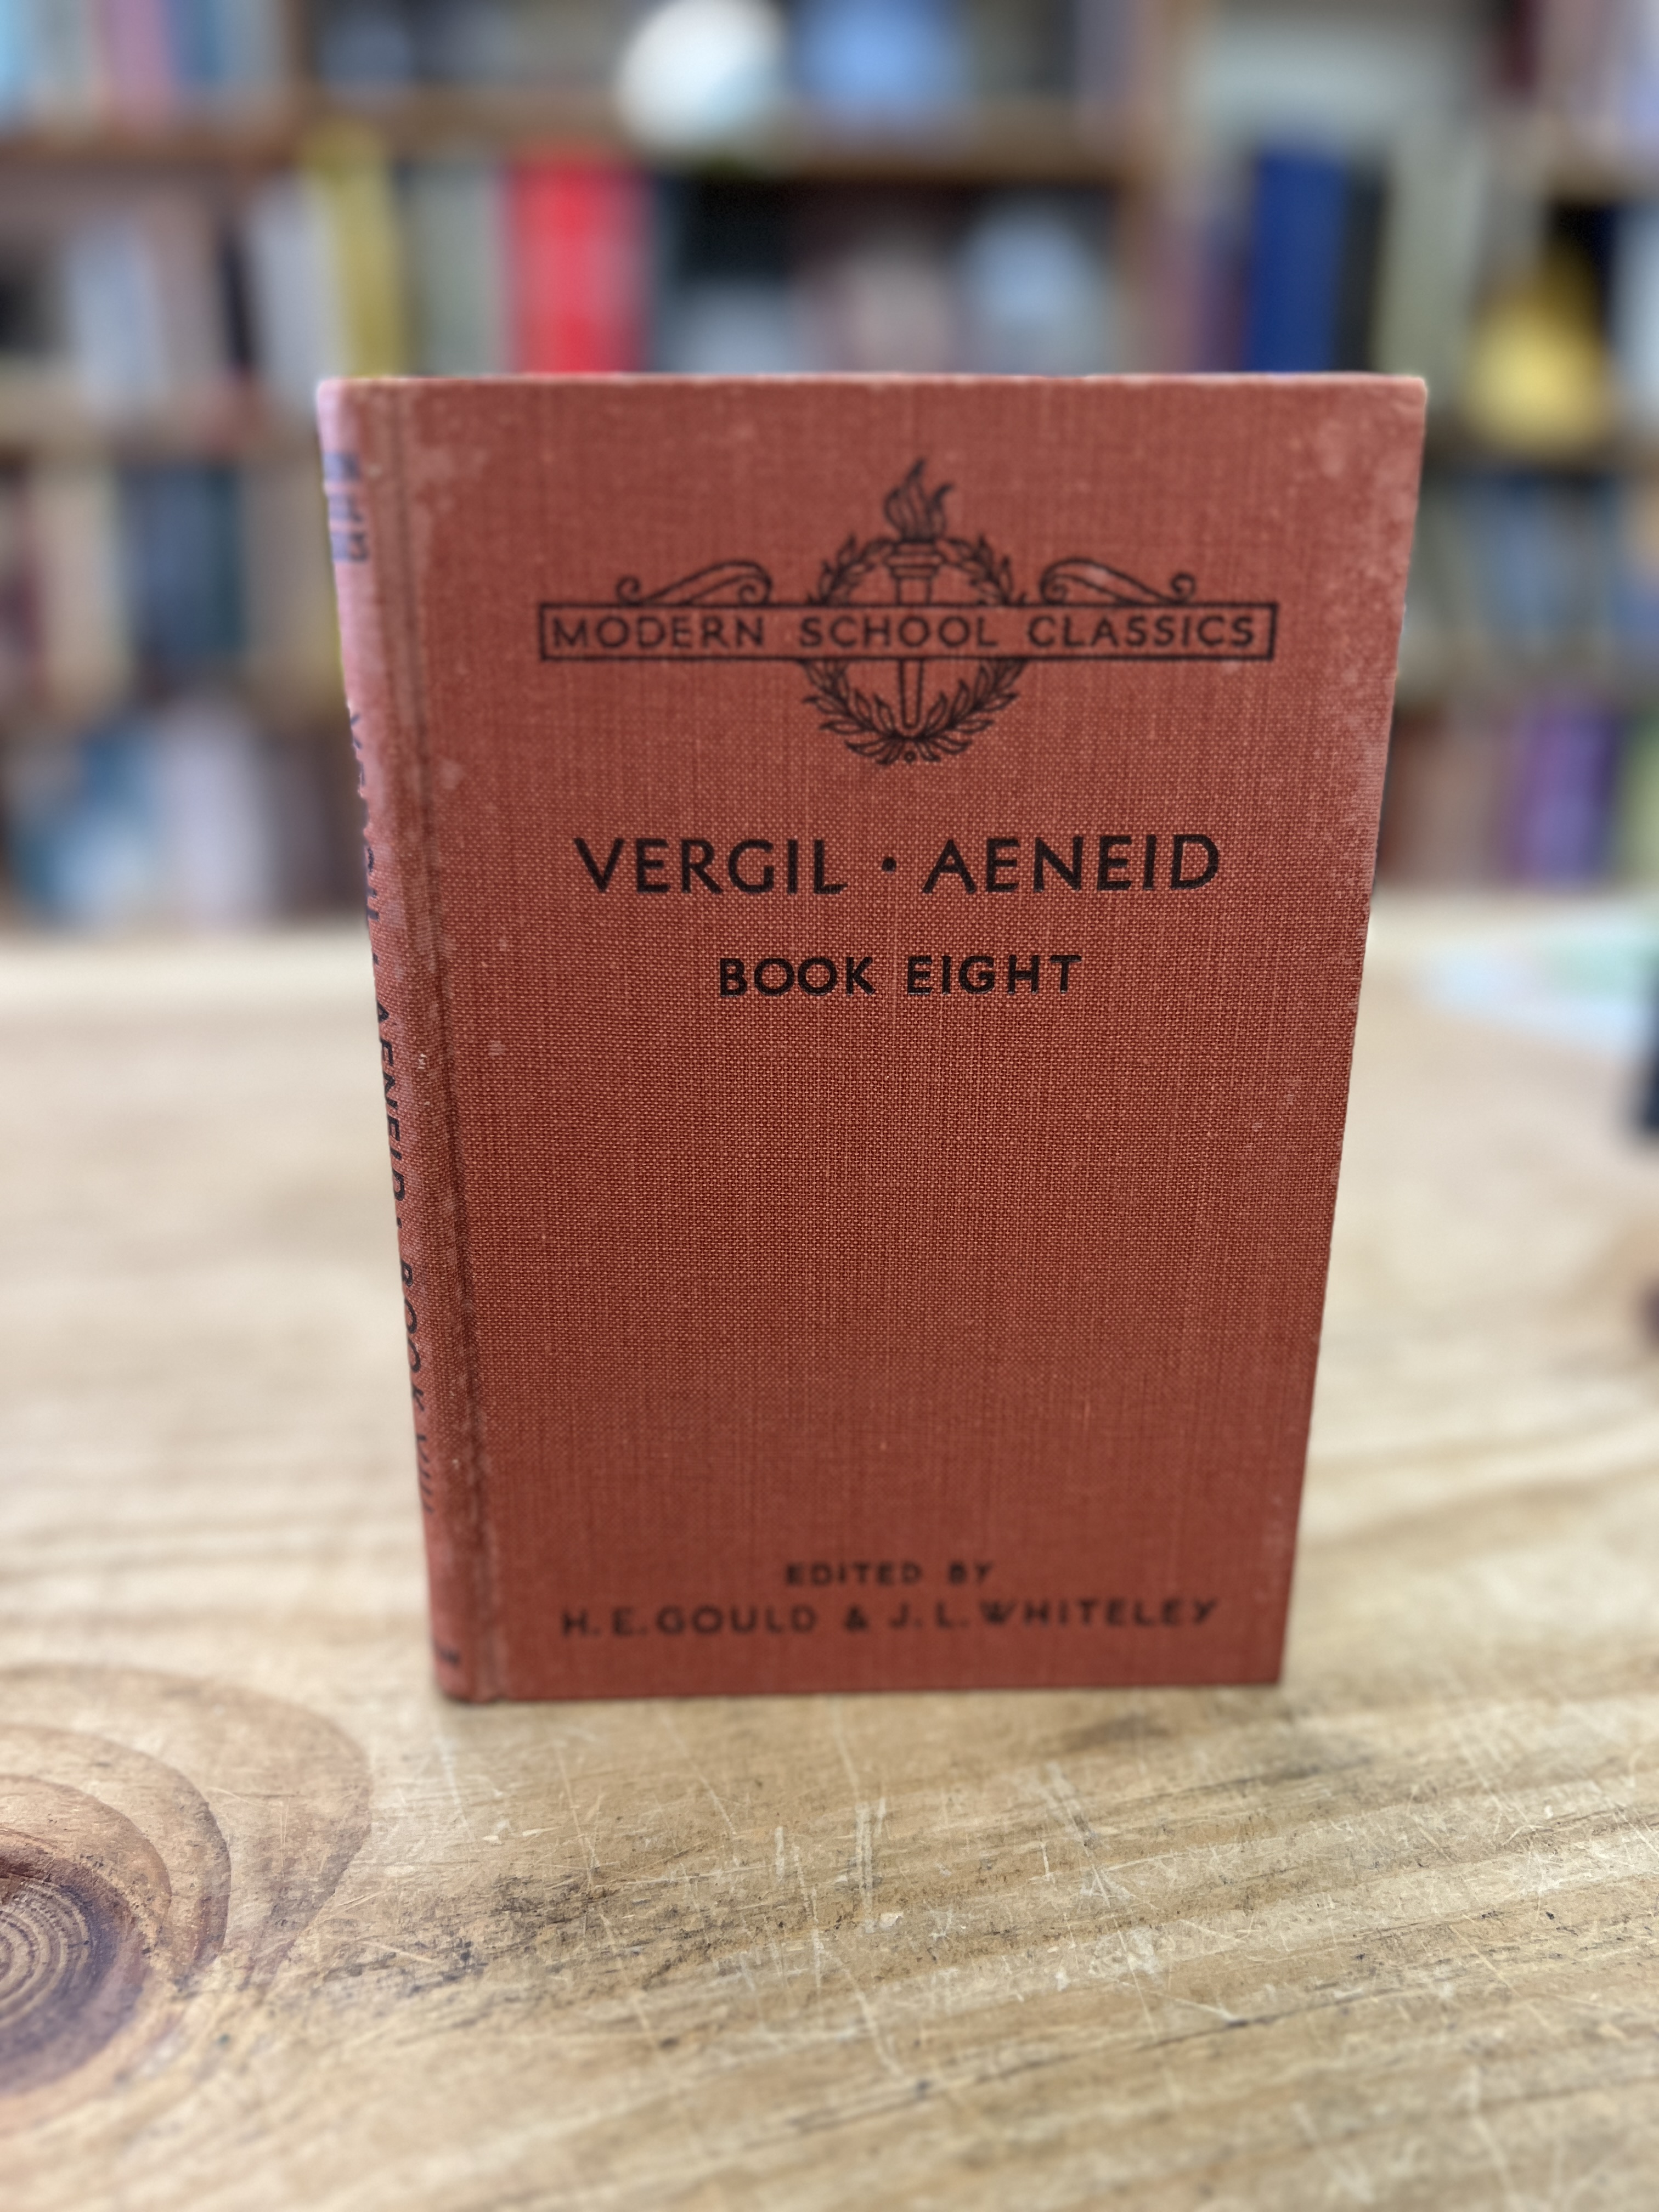 MODERN SCHOOL CLASSICS
VERGIL · AENEID
BOOK EIGHT
EDITED BY
H. E. GOULD & J. L. WHITELEY
VERGIL · AENEID · BOOK VIII